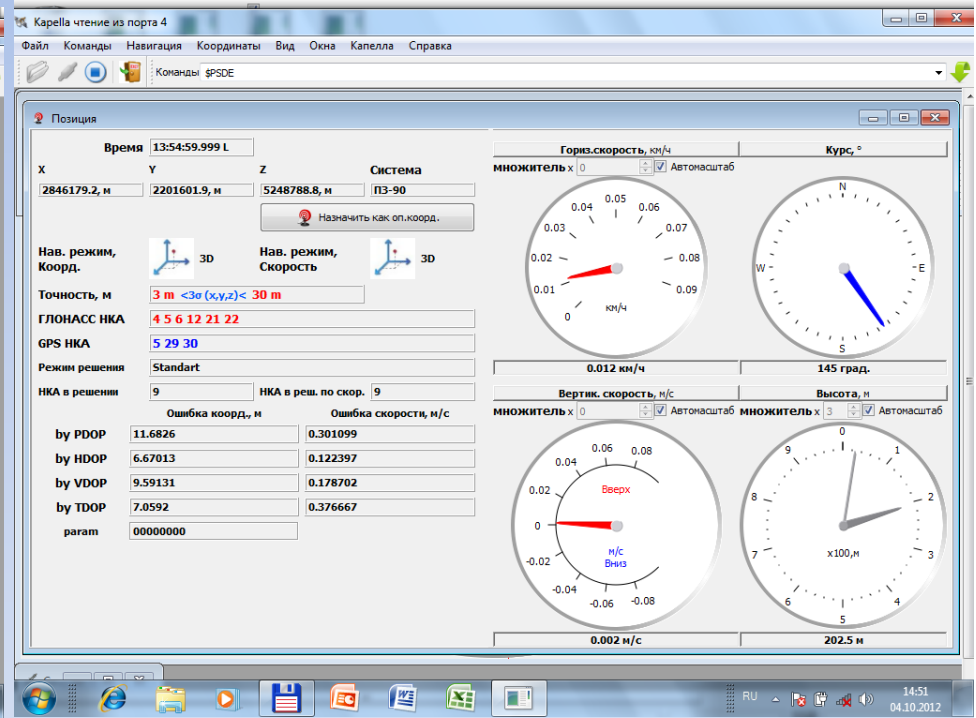 Kapella чтение из порта 4
Файл Команды Навигация Координаты Вид Окна Капелла Справка
Команды $PSDE
Позиция
Время 13:54:59.999 L
X Y Z Система
2846179.2, м 2201601.9, м 5248788.8, м ПЗ-90
Назначить как оп.коорд.
Нав. режим, Коорд. 3D Нав. режим, Скорость 3D
Точность, м 3 m <3σ (x,y,z)< 30 m
ГЛОНАСС НКА 4 5 6 12 21 22
GPS НКА 5 29 30
Режим решения Standart
НКА в решении 9 НКА в реш. по скор. 9
Ошибка коорд., м Ошибка скорости, м/с
by PDOP 11.6826 0.301099
by HDOP 6.67013 0.122397
by VDOP 9.59131 0.178702
by TDOP 7.0592 0.376667
param 00000000
Гориз.скорость, км/ч
множитель x 0 Автомасштаб
0 0.01 0.02 0.03 0.04 0.05 0.06 0.07 0.08 0.09
км/ч
0.012 км/ч
Курс, °
N
W E
S
145 град.
Вертик. скорость, м/с
множитель x 0 Автомасштаб
0.08 0.06 0.04 0.02 0 -0.02 -0.04 -0.06 -0.08
Вверх
м/с
Вниз
0.002 м/с
Высота, м
множитель x 3 Автомасштаб
0 1 2 3 4 5 6 7 8 9
x100,м
202.5 м
RU
14:51
04.10.2012